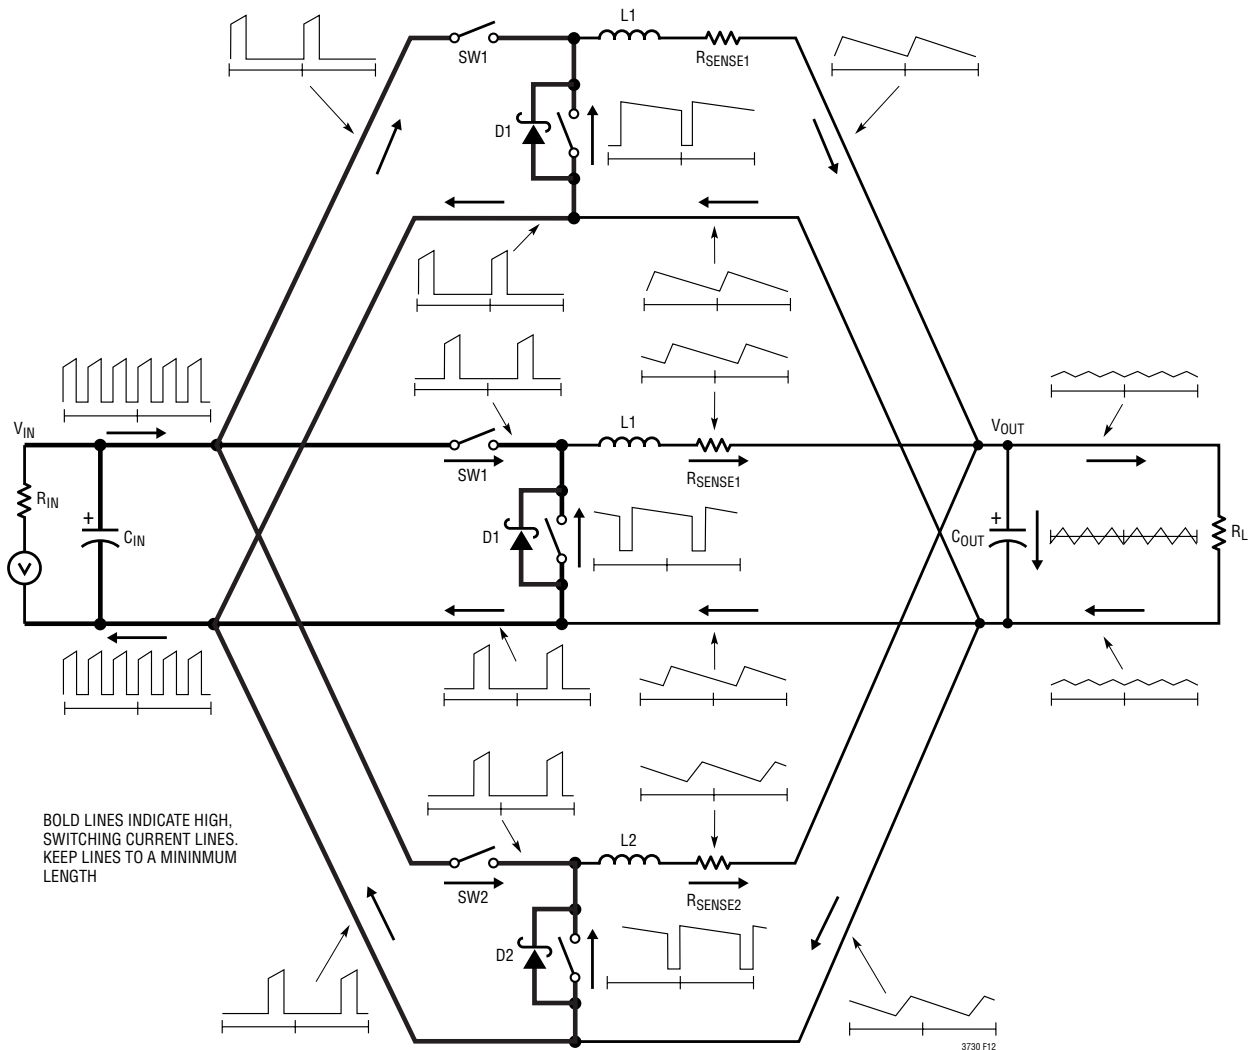 L1
SW1
RSENSE1
D1
VIN
L1
VOUT
SW1
RSENSE1
RIN
+
CIN
D1
+
COUT
RL
V
BOLD LINES INDICATE HIGH,
SWITCHING CURRENT LINES.
KEEP LINES TO A MININMUM
LENGTH
L2
SW2
RSENSE2
D2
3730 F12